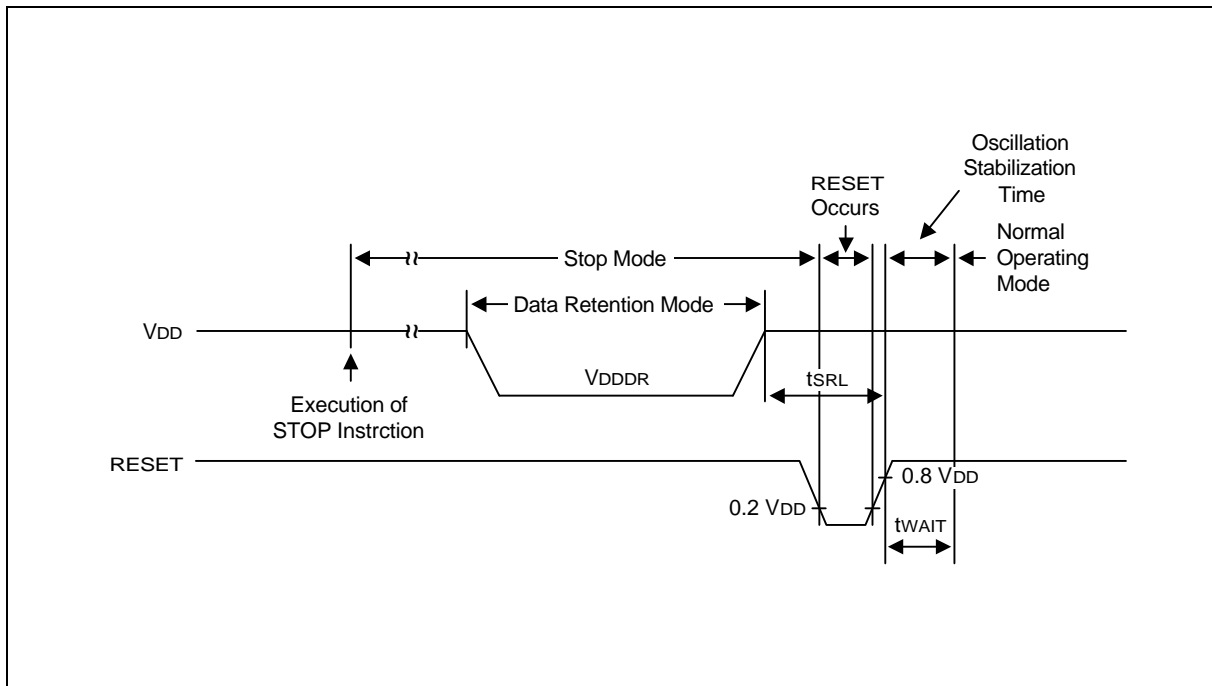 Oscillation
Stabilization
Time
RESET
Occurs
Normal
Operating
Mode
Stop Mode
Data Retention Mode
VDD
VDDDR
tSRL
Execution of
STOP Instrction
RESET
0.8 VDD
0.2 VDD
tWAIT